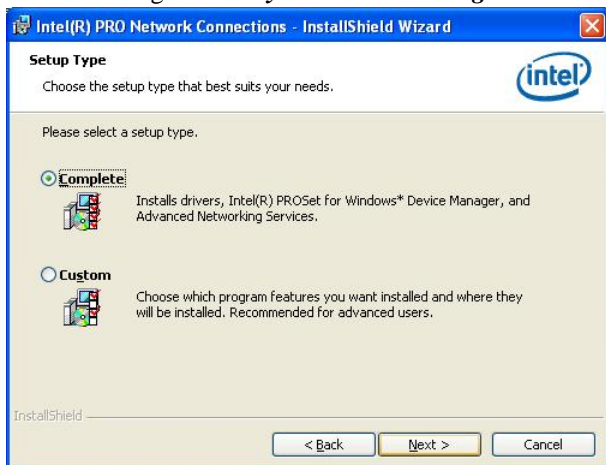 Intel(R) PRO Network Connections - InstallShield Wizard
Setup Type
Choose the setup type that best suits your needs.
intel
Please select a setup type.
Complete
Installs drivers, Intel(R) PROSet for Windows* Device Manager, and
Advanced Networking Services.
Custom
Choose which program features you want installed and where they
will be installed. Recommended for advanced users.
InstallShield
< Back
Next >
Cancel